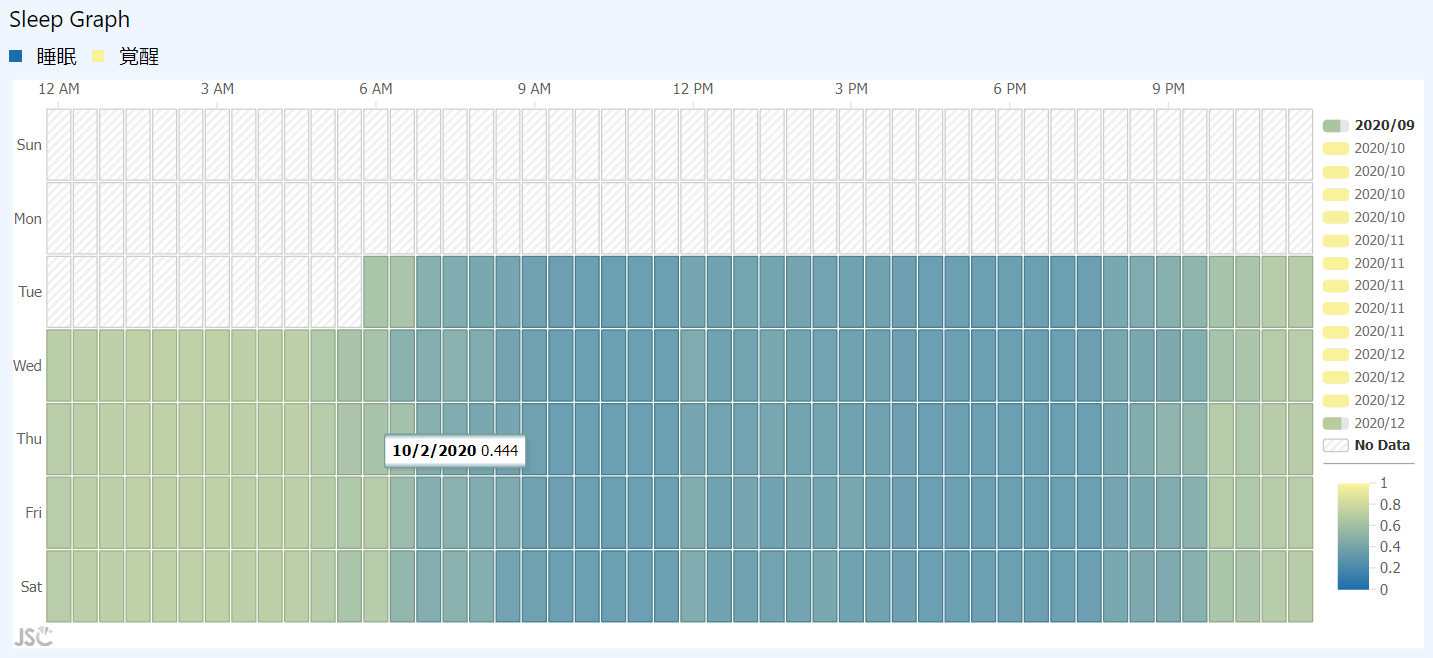 Sleep Graph
睡眠 覚醒
12 AM 3 AM 6 AM 9 AM 12 PM 3 PM 6 PM 9 PM
Sun
Mon
Tue
Wed
Thu
Fri
Sat
10/2/2020 0.444
2020/09
2020/10
2020/10
2020/10
2020/10
2020/11
2020/11
2020/11
2020/11
2020/11
2020/12
2020/12
2020/12
2020/12
No Data
1
0.8
0.6
0.4
0.2
0
JSC